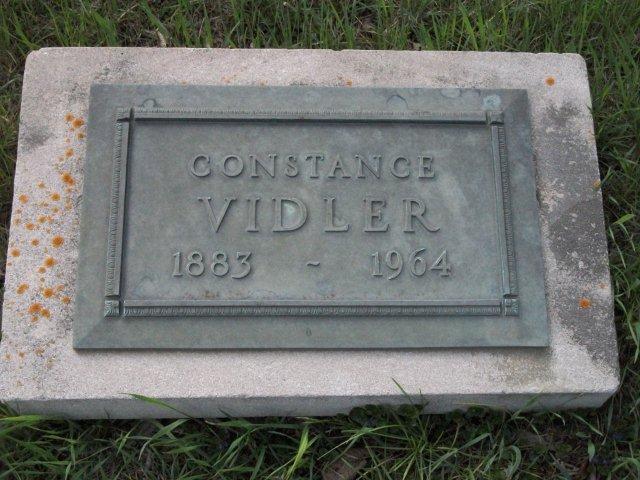 CONSTANCE
VIDLER
1883 ~ 1964